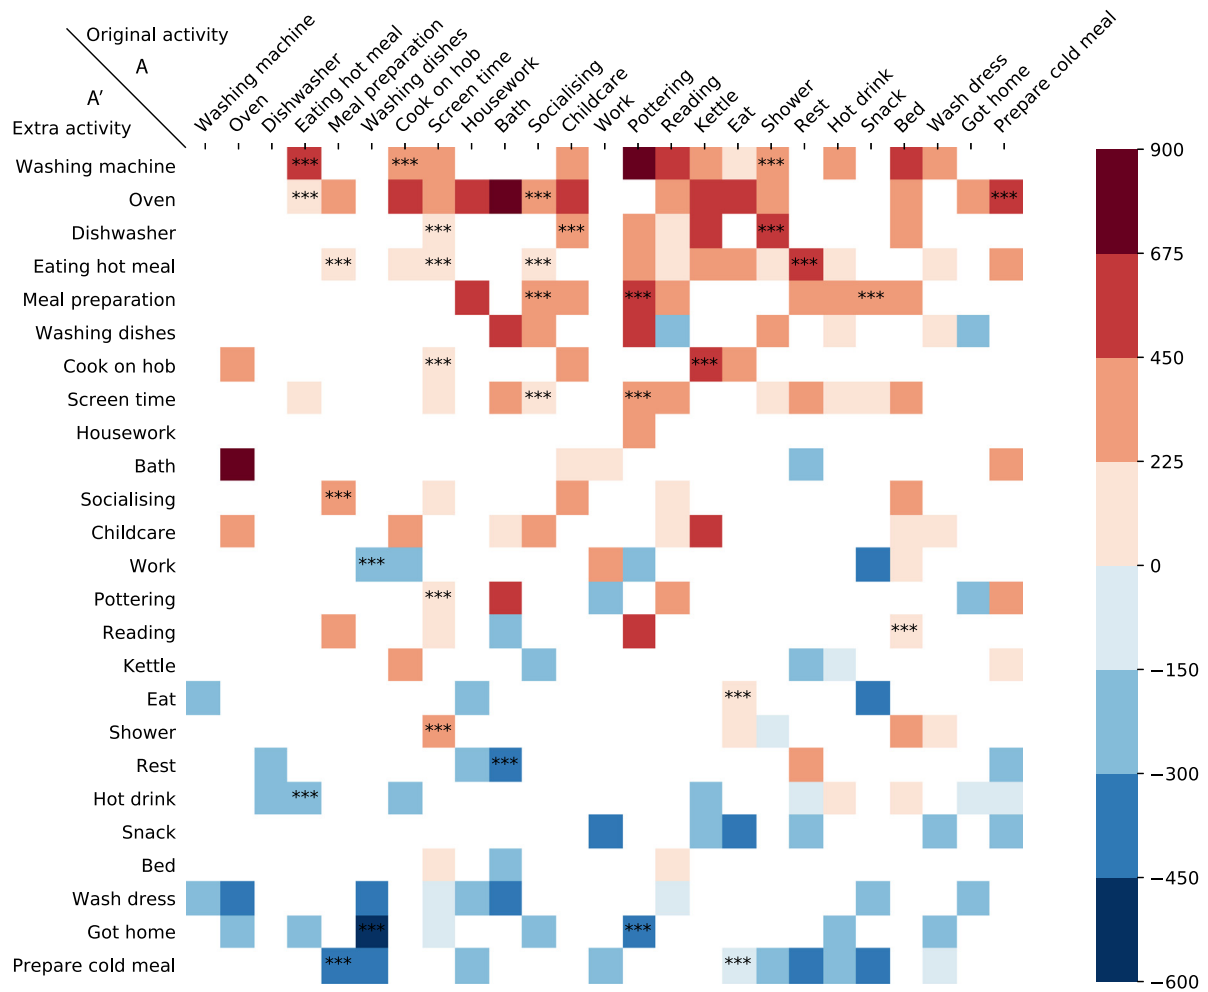 Original activity
A
A’
Extra activity
Washing machine
Oven
Dishwasher
Eating hot meal
Meal preparation
Washing dishes
Cook on hob
Screen time
Housework
Bath
Socialising
Childcare
Work
Pottering
Reading
Kettle
Eat
Shower
Rest
Hot drink
Snack
Bed
Wash dress
Got home
Prepare cold meal
Washing machine *** *** ***
Oven *** *** ***
Dishwasher *** *** ***
Eating hot meal *** *** *** ***
Meal preparation *** *** ***
Washing dishes
Cook on hob *** ***
Screen time *** ***
Housework
Bath
Socialising ***
Childcare
Work ***
Pottering ***
Reading ***
Kettle
Eat ***
Shower ***
Rest ***
Hot drink ***
Snack
Bed
Wash dress
Got home *** ***
Prepare cold meal *** ***
900
675
450
225
0
−150
−300
−450
−600